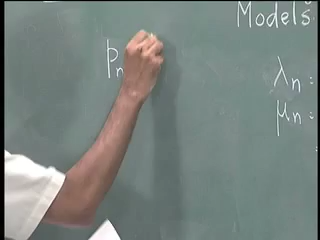 Models
pₙ
λₙ =
μₙ =